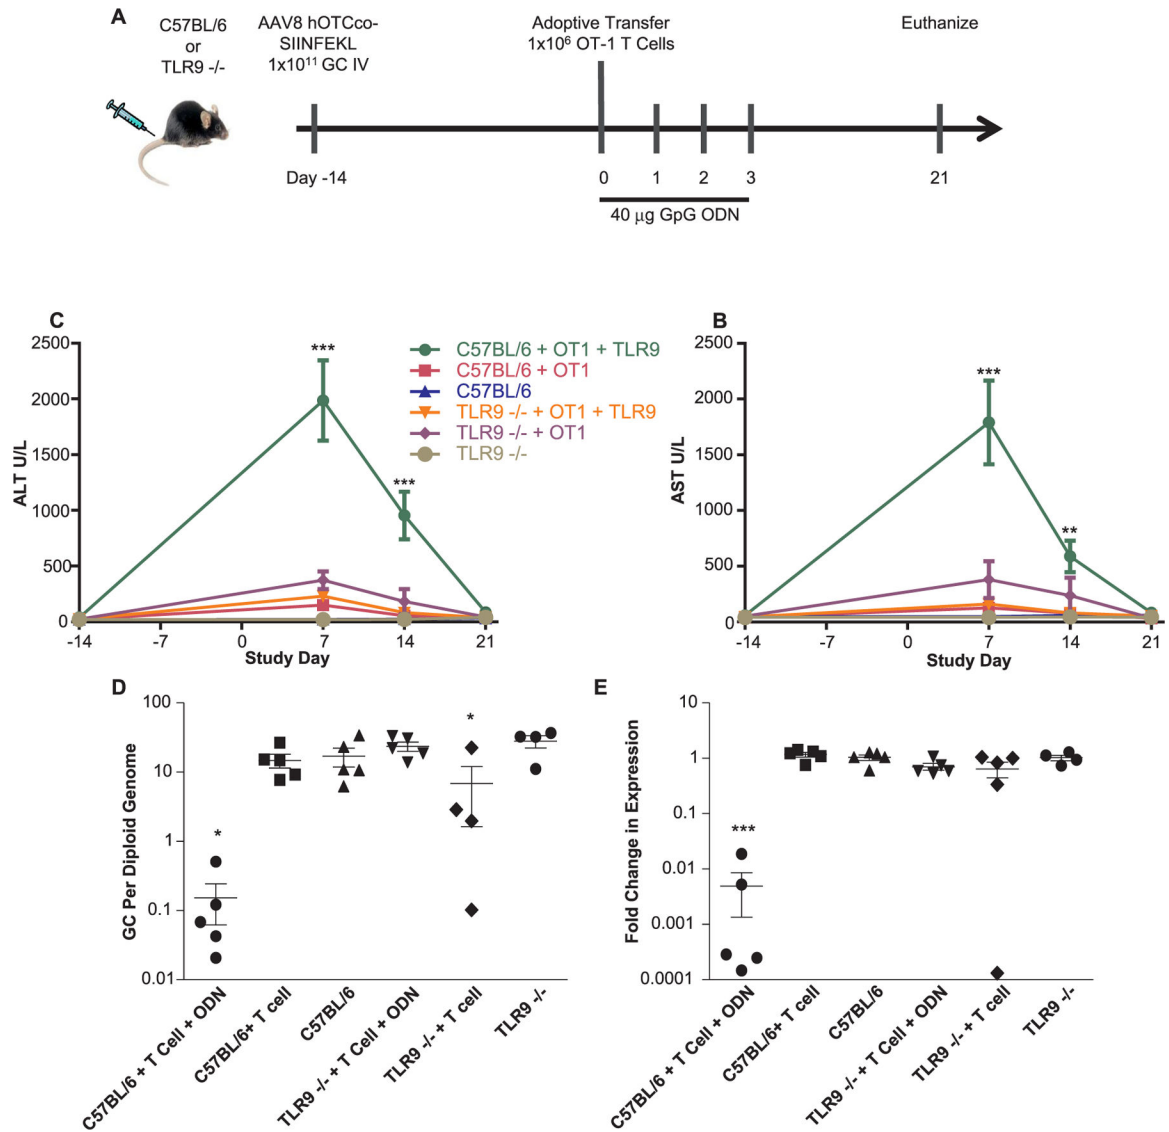 A
C57BL/6
or
TLR9 -/-
AAV8 hOTCco-
SIINFEKL
1x10¹¹ GC IV
Adoptive Transfer
1x10⁶ OT-1 T Cells
Euthanize
Day -14
0
1
2
3
21
40 μg GpG ODN
C
2500
2000
1500
1000
500
0
ALT U/L
***
***
-14
-7
0
7
14
21
Study Day
C57BL/6 + OT1 + TLR9
C57BL/6 + OT1
C57BL/6
TLR9 -/- + OT1 + TLR9
TLR9 -/- + OT1
TLR9 -/-
B
2500
2000
1500
1000
500
0
AST U/L
***
**
-14
-7
0
7
14
21
Study Day
D
100
10
1
0.1
0.01
GC Per Diploid Genome
*
*
C57BL/6 + T Cell + ODN
C57BL/6+ T cell
C57BL/6
TLR9 -/- + T Cell + ODN
TLR9 -/- + T cell
TLR9 -/-
E
10
1
0.1
0.01
0.001
0.0001
Fold Change in Expression
***
C57BL/6 + T Cell + ODN
C57BL/6+ T cell
C57BL/6
TLR9 -/- + T Cell + ODN
TLR9 -/- + T cell
TLR9 -/-